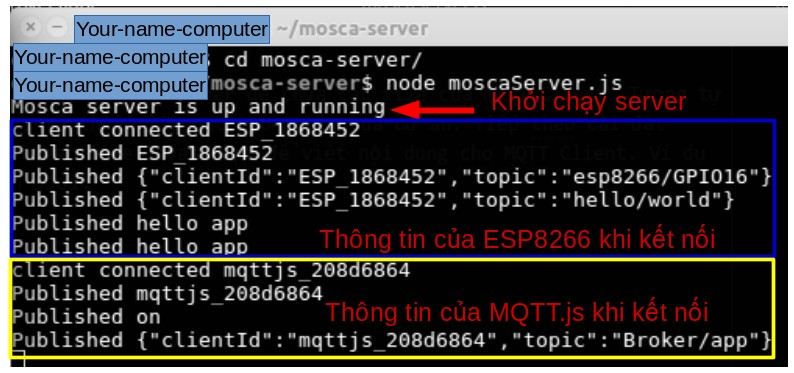 Your-name-computer ~/mosca-server
Your-name-computer cd mosca-server/
Your-name-computer /mosca-server$ node moscaServer.js
Mosca server is up and running
Khởi chạy server
client connected ESP_1868452
Published ESP_1868452
Published {"clientId":"ESP_1868452","topic":"esp8266/GPIO16"}
Published {"clientId":"ESP_1868452","topic":"hello/world"}
Published hello app
Published hello app
Thông tin của ESP8266 khi kết nối
client connected mqttjs_208d6864
Published mqttjs_208d6864
Published on
Thông tin của MQTT.js khi kết nối
Published {"clientId":"mqttjs_208d6864","topic":"Broker/app"}